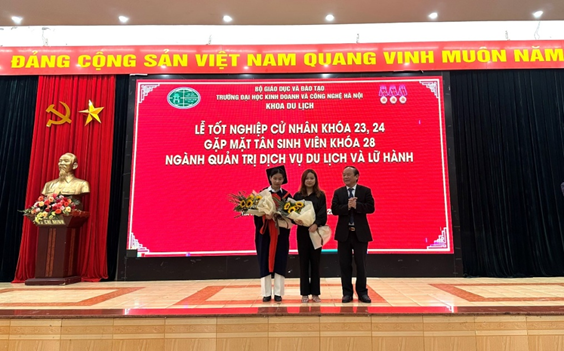 ĐẢNG CỘNG SẢN VIỆT NAM QUANG VINH MUÔN NĂM
BỘ GIÁO DỤC VÀ ĐÀO TẠO
TRƯỜNG ĐẠI HỌC KINH DOANH VÀ CÔNG NGHỆ HÀ NỘI
KHOA DU LỊCH
LỄ TỐT NGHIỆP CỬ NHÂN KHÓA 23, 24
GẶP MẶT TÂN SINH VIÊN KHÓA 28
NGÀNH QUẢN TRỊ DỊCH VỤ DU LỊCH VÀ LỮ HÀNH